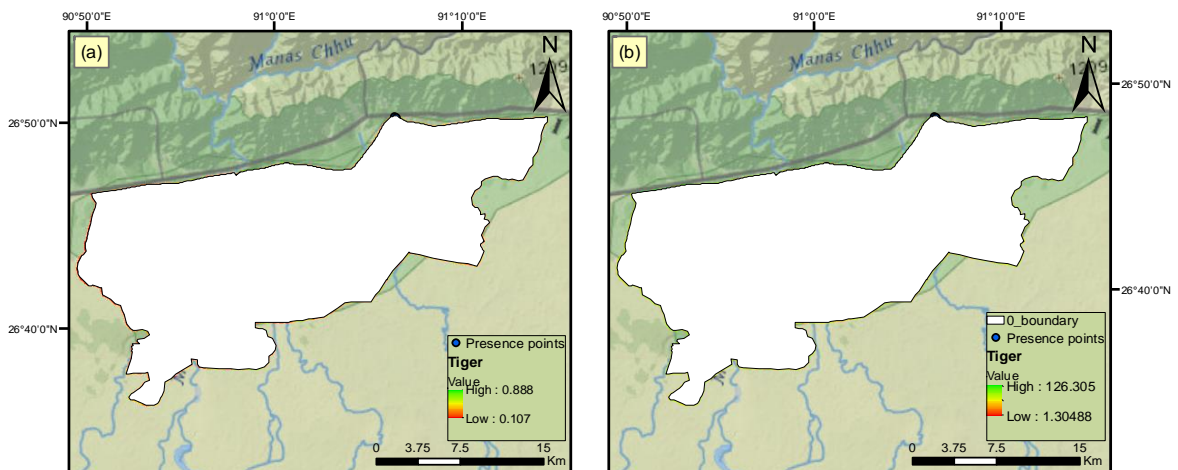 90°50'0"E 91°0'0"E 91°10'0"E
(a)
Manas Chhu
N
26°50'0"N
26°40'0"N
Presence points
Tiger
Value
High : 0.888
Low : 0.107
0 3.75 7.5 15
Km
90°50'0"E 91°0'0"E 91°10'0"E
(b)
Manas Chhu
N
26°50'0"N
26°40'0"N
0_boundary
Presence points
Tiger
Value
High : 126.305
Low : 1.30488
0 3.75 7.5 15
Km